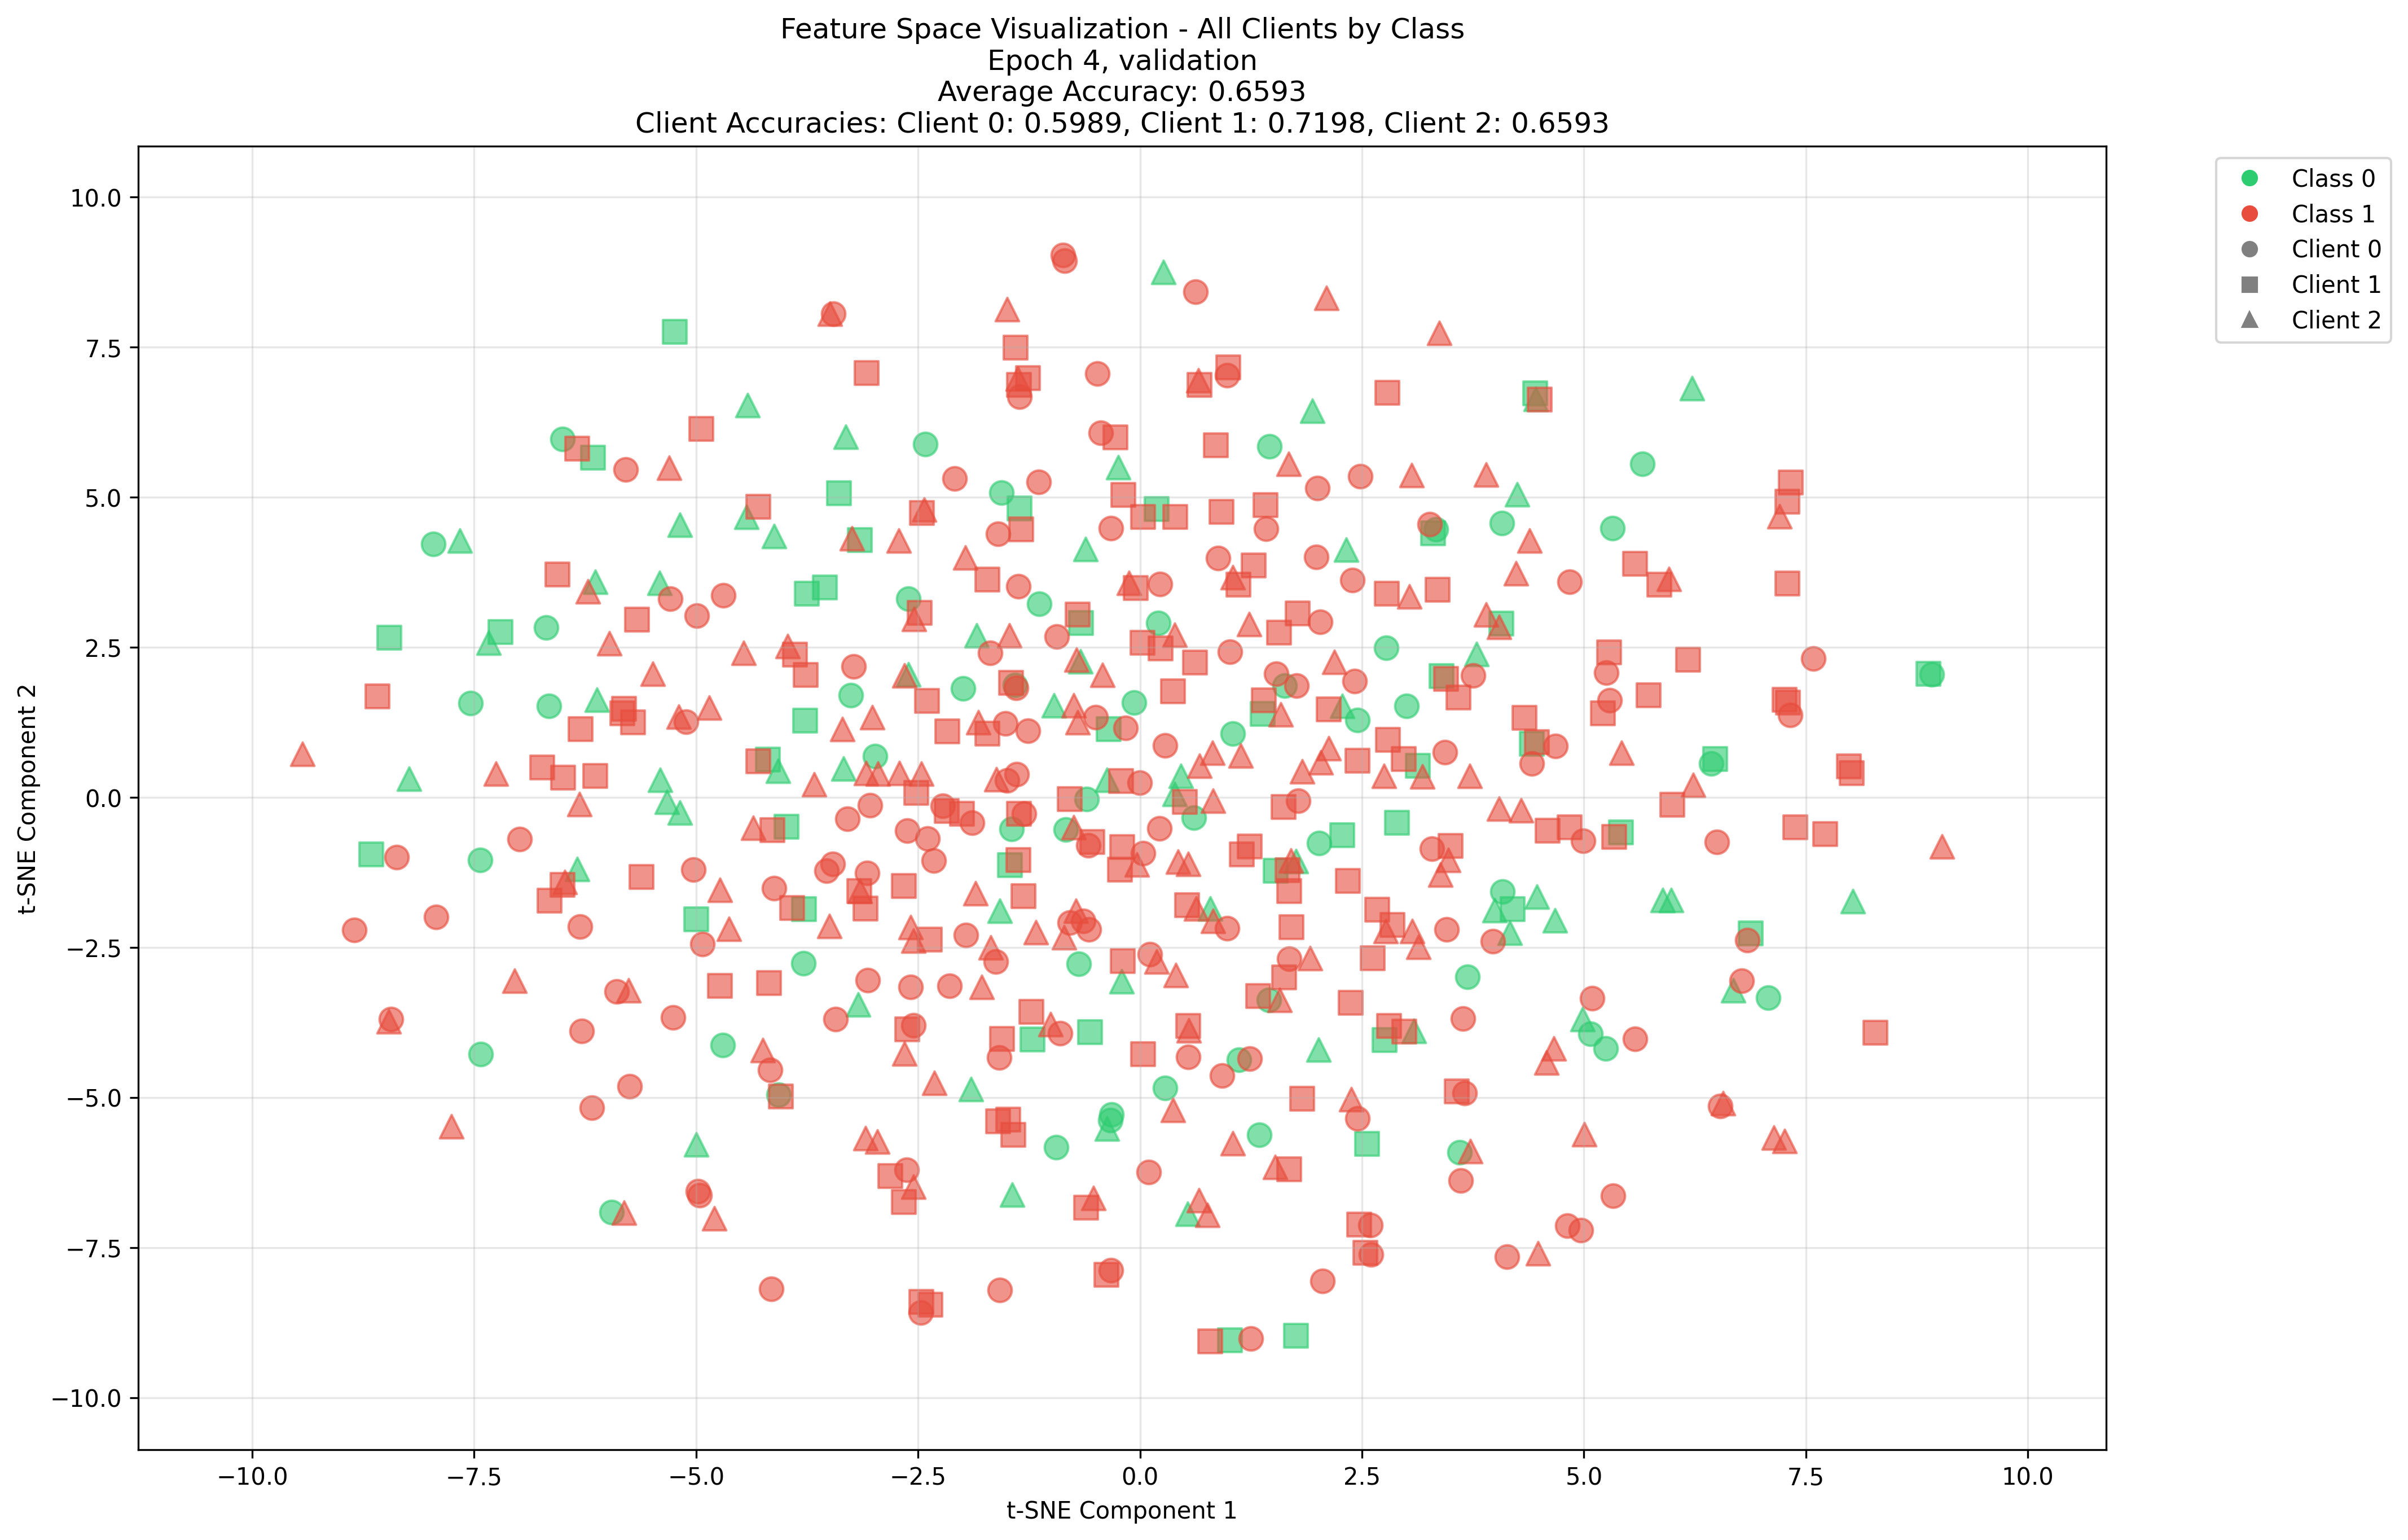 Feature Space Visualization - All Clients by Class
Epoch 4, validation
Average Accuracy: 0.6593
Client Accuracies: Client 0: 0.5989, Client 1: 0.7198, Client 2: 0.6593
Class 0
Class 1
Client 0
Client 1
Client 2
t-SNE Component 2
10.0
7.5
5.0
2.5
0.0
−2.5
−5.0
−7.5
−10.0
−10.0 −7.5 −5.0 −2.5 0.0 2.5 5.0 7.5 10.0
t-SNE Component 1